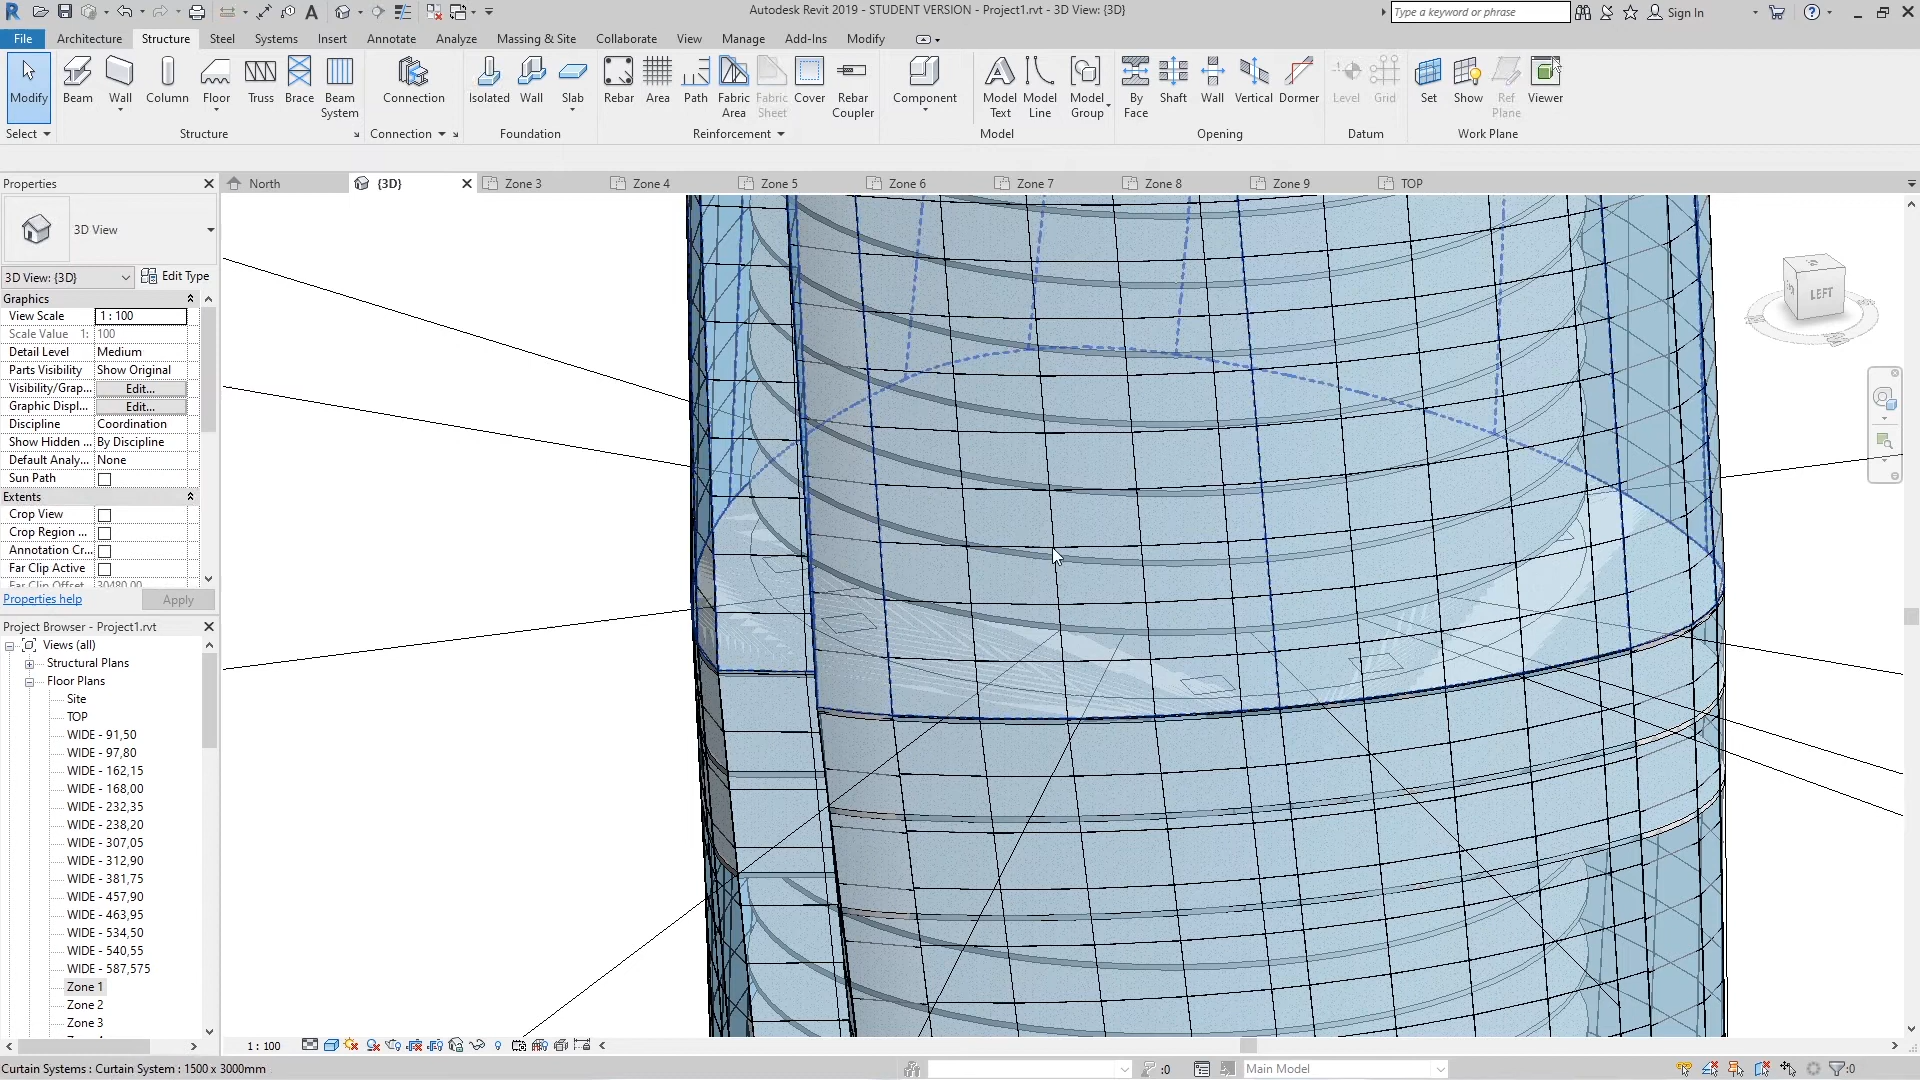 Autodesk Revit 2019 - STUDENT VERSION - Project1.rvt - 3D View: {3D}
Type a keyword or phrase
Sign In
File Architecture Structure Steel Systems Insert Annotate Analyze Massing & Site Collaborate View Manage Add-Ins Modify
Modify Beam Wall Column Floor Truss Brace Beam System Connection Isolated Wall Slab Rebar Area Path Fabric Area Fabric Sheet Cover Rebar Coupler Component Model Text Model Line Model Group By Face Shaft Wall Vertical Dormer Level Grid Set Show Ref Plane Viewer
Select Structure Connection Foundation Reinforcement Model Opening Datum Work Plane
Properties
North {3D} Zone 3 Zone 4 Zone 5 Zone 6 Zone 7 Zone 8 Zone 9 TOP
3D View
3D View: {3D} Edit Type
Graphics
View Scale 1 : 100
Scale Value 1: 100
Detail Level Medium
Parts Visibility Show Original
Visibility/Grap... Edit...
Graphic Displ... Edit...
Discipline Coordination
Show Hidden ... By Discipline
Default Analy... None
Sun Path
Extents
Crop View
Crop Region ...
Annotation Cr...
Far Clip Active
Far Clip Offset 30480.00
Properties help Apply
LEFT
Project Browser - Project1.rvt
Views (all)
Structural Plans
Floor Plans
Site
TOP
WIDE - 91,50
WIDE - 97,80
WIDE - 162,15
WIDE - 168,00
WIDE - 232,35
WIDE - 238,20
WIDE - 307,05
WIDE - 312,90
WIDE - 381,75
WIDE - 457,90
WIDE - 463,95
WIDE - 534,50
WIDE - 540,55
WIDE - 587,575
Zone 1
Zone 2
Zone 3
1 : 100
Curtain Systems : Curtain System : 1500 x 3000mm
:0
Main Model
:0